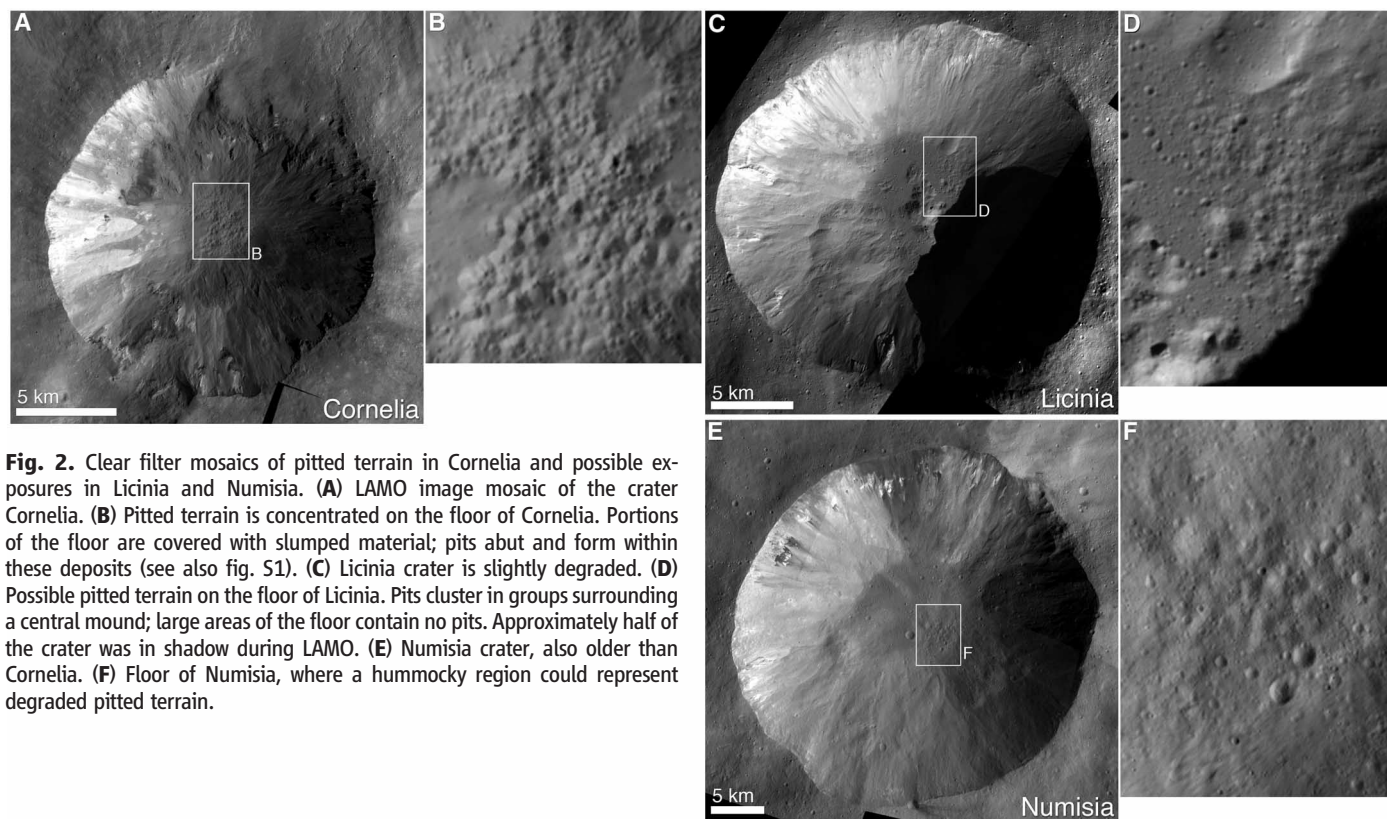 A
B
B
5 km
Cornelia
C
D
D
5 km
Licinia
Fig. 2. Clear filter mosaics of pitted terrain in Cornelia and possible ex-
posures in Licinia and Numisia. (A) LAMO image mosaic of the crater
Cornelia. (B) Pitted terrain is concentrated on the floor of Cornelia. Portions
of the floor are covered with slumped material; pits abut and form within
these deposits (see also fig. S1). (C) Licinia crater is slightly degraded. (D)
Possible pitted terrain on the floor of Licinia. Pits cluster in groups surrounding
a central mound; large areas of the floor contain no pits. Approximately half of
the crater was in shadow during LAMO. (E) Numisia crater, also older than
Cornelia. (F) Floor of Numisia, where a hummocky region could represent
degraded pitted terrain.
E
F
F
5 km
Numisia